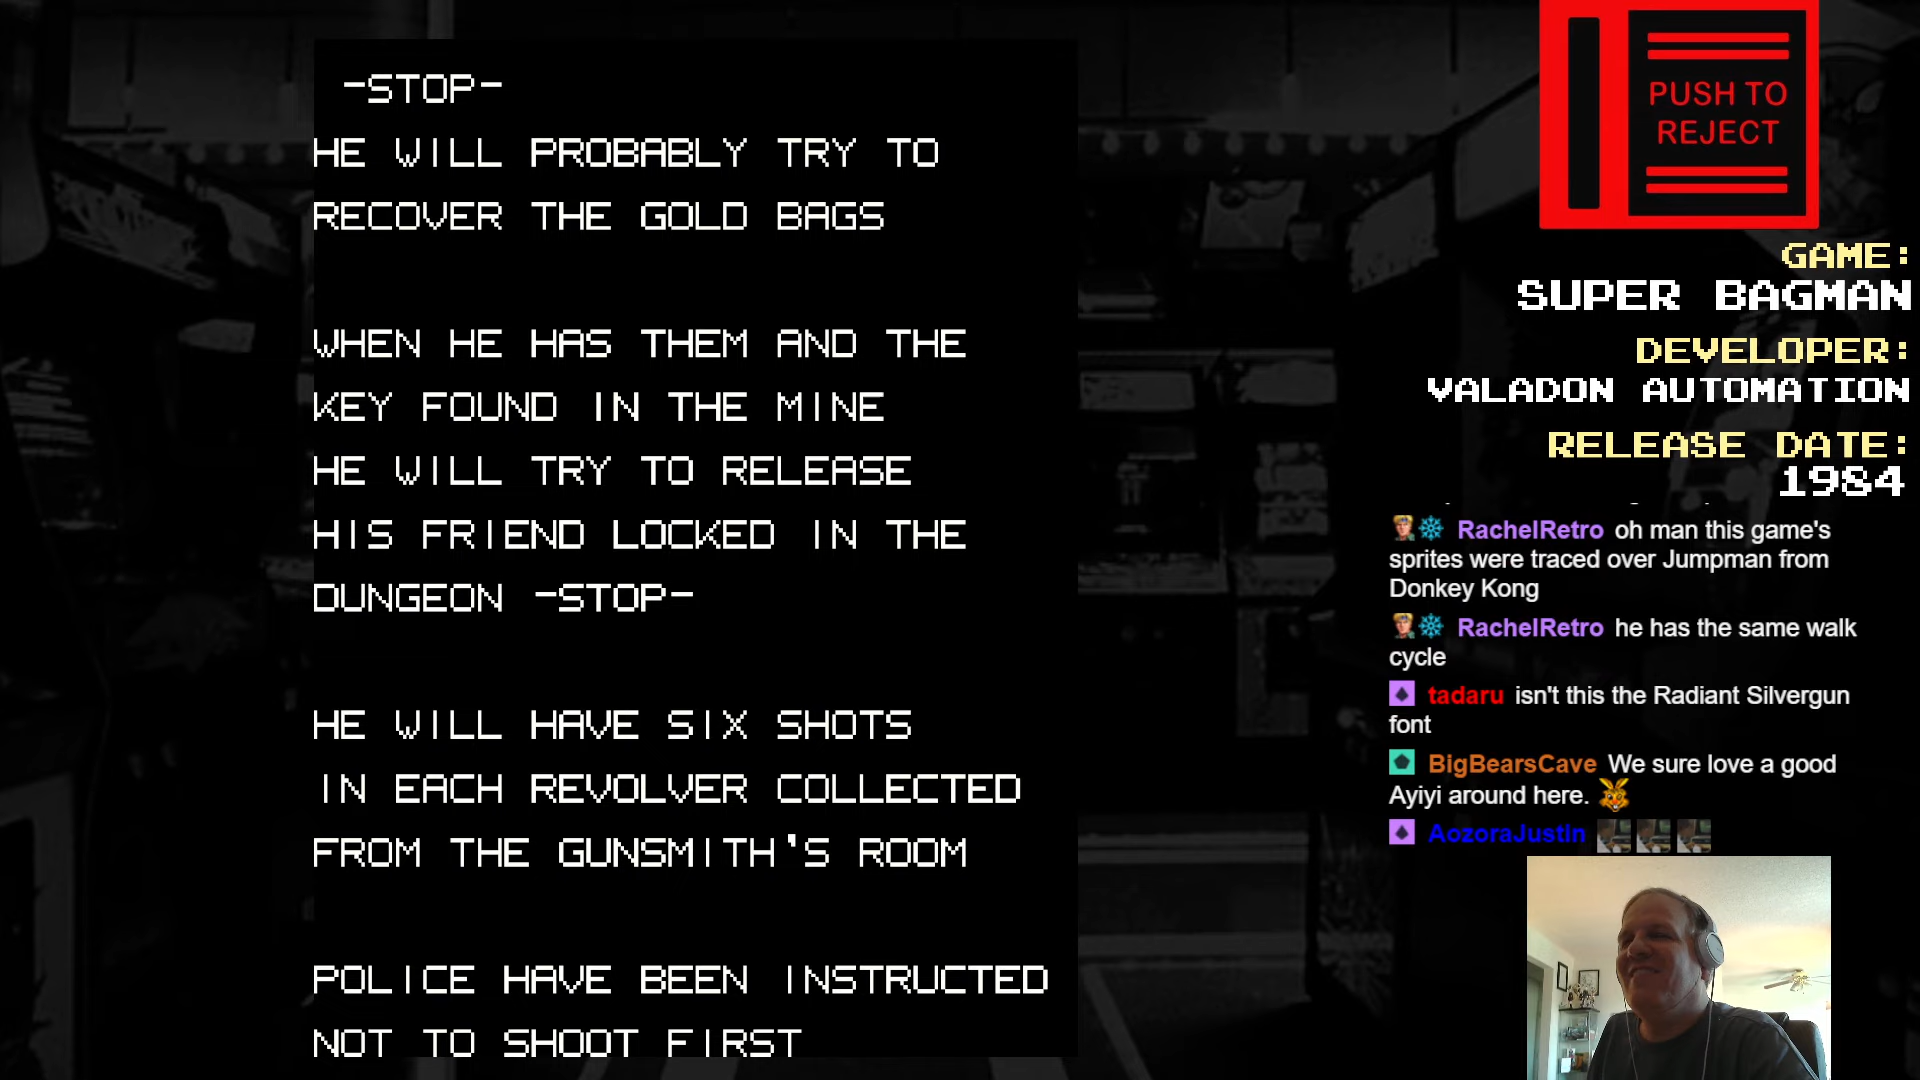 -STOP-
HE WILL PROBABLY TRY TO
RECOVER THE GOLD BAGS
WHEN HE HAS THEM AND THE
KEY FOUND IN THE MINE
HE WILL TRY TO RELEASE
HIS FRIEND LOCKED IN THE
DUNGEON -STOP-
HE WILL HAVE SIX SHOTS
IN EACH REVOLVER COLLECTED
FROM THE GUNSMITH'S ROOM
POLICE HAVE BEEN INSTRUCTED
NOT TO SHOOT FIRST
PUSH TO
REJECT
GAME:
SUPER BAGMAN
DEVELOPER:
VALADON AUTOMATION
RELEASE DATE:
1984
RachelRetro oh man this game's
sprites were traced over Jumpman from
Donkey Kong
RachelRetro he has the same walk
cycle
tadaru isn't this the Radiant Silvergun
font
BigBearsCave We sure love a good
Ayiyi around here.
AozoraJustin